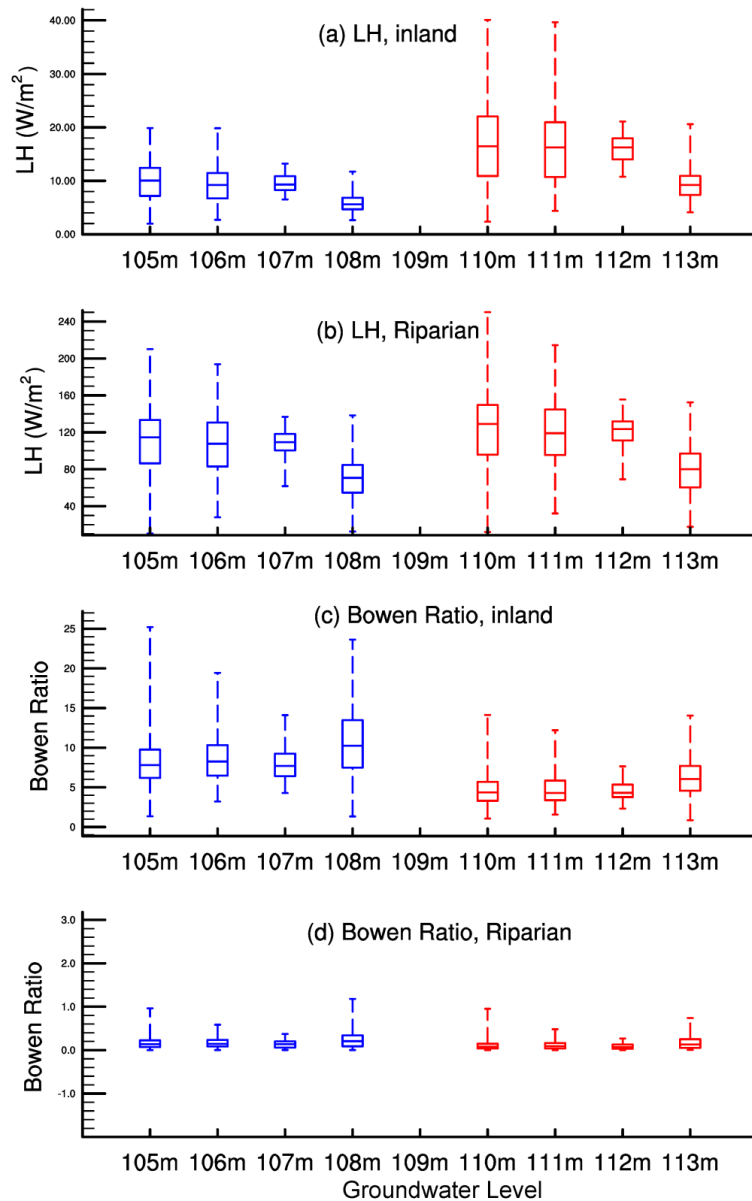 (a) LH, inland
LH (W/m²)
40.00
30.00
20.00
10.00
0.00
105m 106m 107m 108m 109m 110m 111m 112m 113m
(b) LH, Riparian
LH (W/m²)
240
200
160
120
80
40
105m 106m 107m 108m 109m 110m 111m 112m 113m
(c) Bowen Ratio, inland
Bowen Ratio
25
20
15
10
5
0
105m 106m 107m 108m 109m 110m 111m 112m 113m
(d) Bowen Ratio, Riparian
Bowen Ratio
3.0
2.0
1.0
0.0
-1.0
105m 106m 107m 108m 109m 110m 111m 112m 113m
Groundwater Level